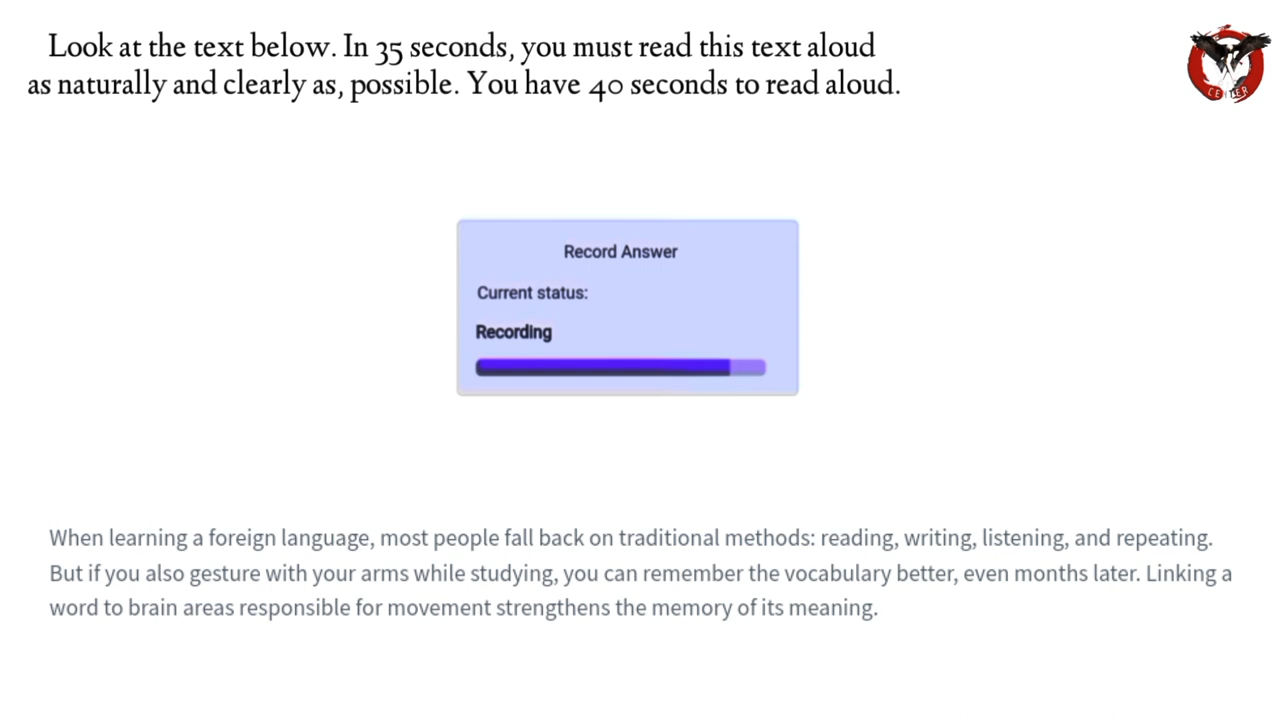 Look at the text below. In 35 seconds, you must read this text aloud
as naturally and clearly as, possible. You have 40 seconds to read aloud.
CENTER
Record Answer
Current status:
Recording
When learning a foreign language, most people fall back on traditional methods: reading, writing, listening, and repeating.
But if you also gesture with your arms while studying, you can remember the vocabulary better, even months later. Linking a
word to brain areas responsible for movement strengthens the memory of its meaning.